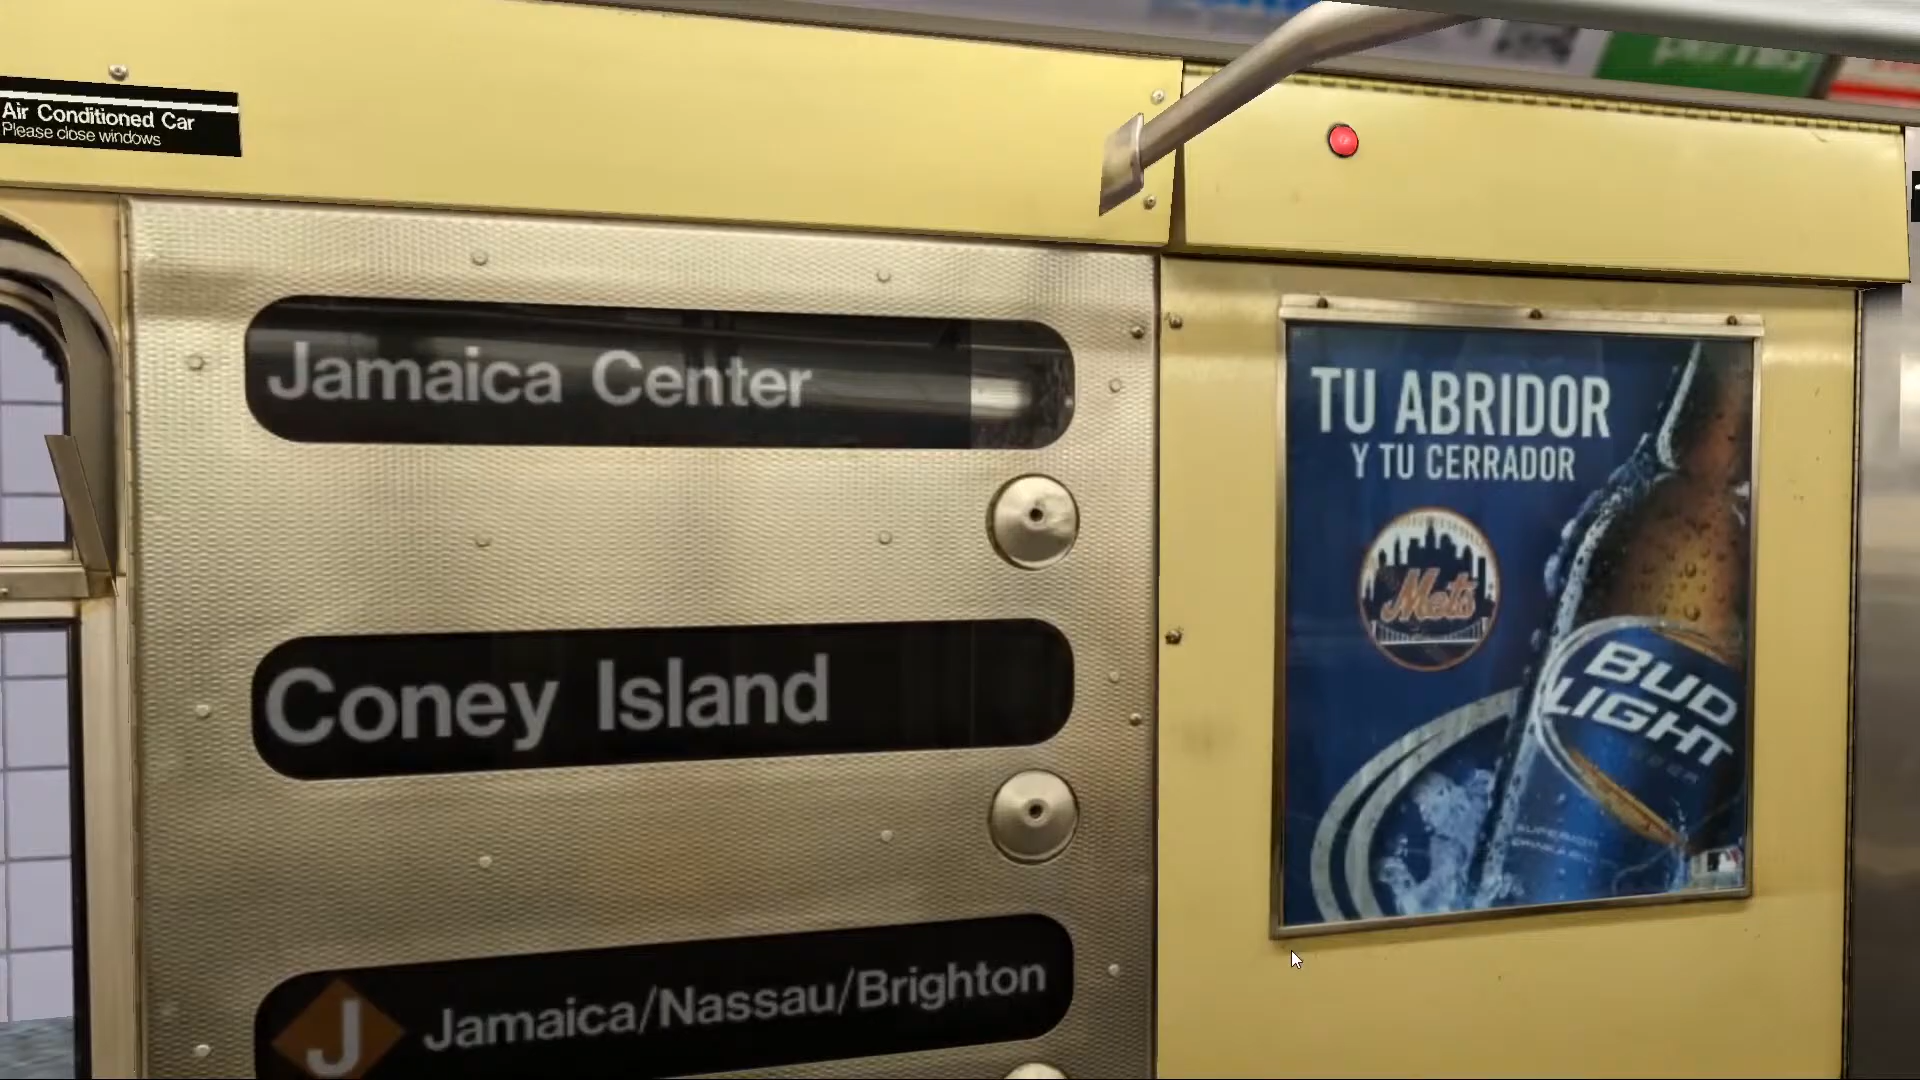 Air Conditioned Car
Please close windows
Jamaica Center
Coney Island
J Jamaica/Nassau/Brighton
TU ABRIDOR
Y TU CERRADOR
Mets
BUD
LIGHT